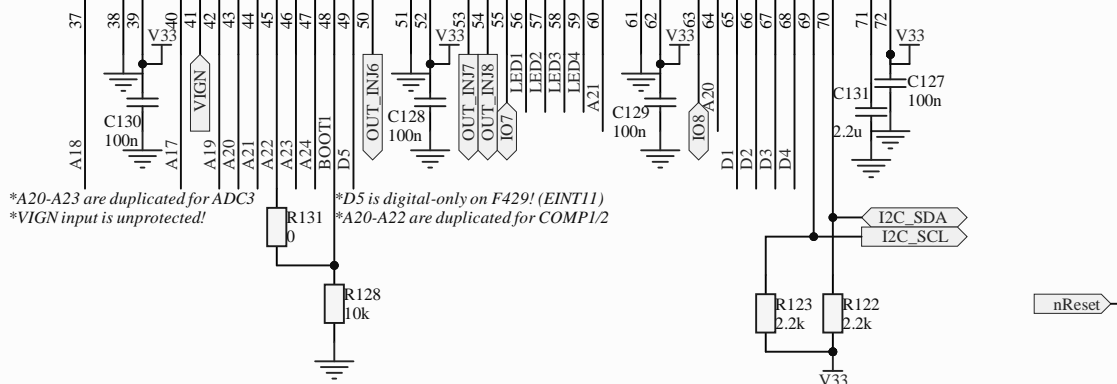 37
38
39
40
41
42
43
44
45
46
47
48
49
50
51
52
53
54
55
56
57
58
59
60
61
62
63
64
65
66
67
68
69
70
71
72
V33
V33
V33
V33
VIGN
OUT_INJ6
OUT_INJ7
OUT_INJ8
IO7
LED1
LED2
LED3
LED4
A21
IO8
A20
C130
100n
C128
100n
C129
100n
C131
2.2u
C127
100n
A18
A17
A19
A20
A21
A22
A23
A24
BOOT1
D5
D1
D2
D3
D4
*A20-A23 are duplicated for ADC3
*VIGN input is unprotected!
*D5 is digital-only on F429! (EINT11)
*A20-A22 are duplicated for COMP1/2
R131
0
R128
10k
I2C_SDA
I2C_SCL
R123
2.2k
R122
2.2k
V33
nReset